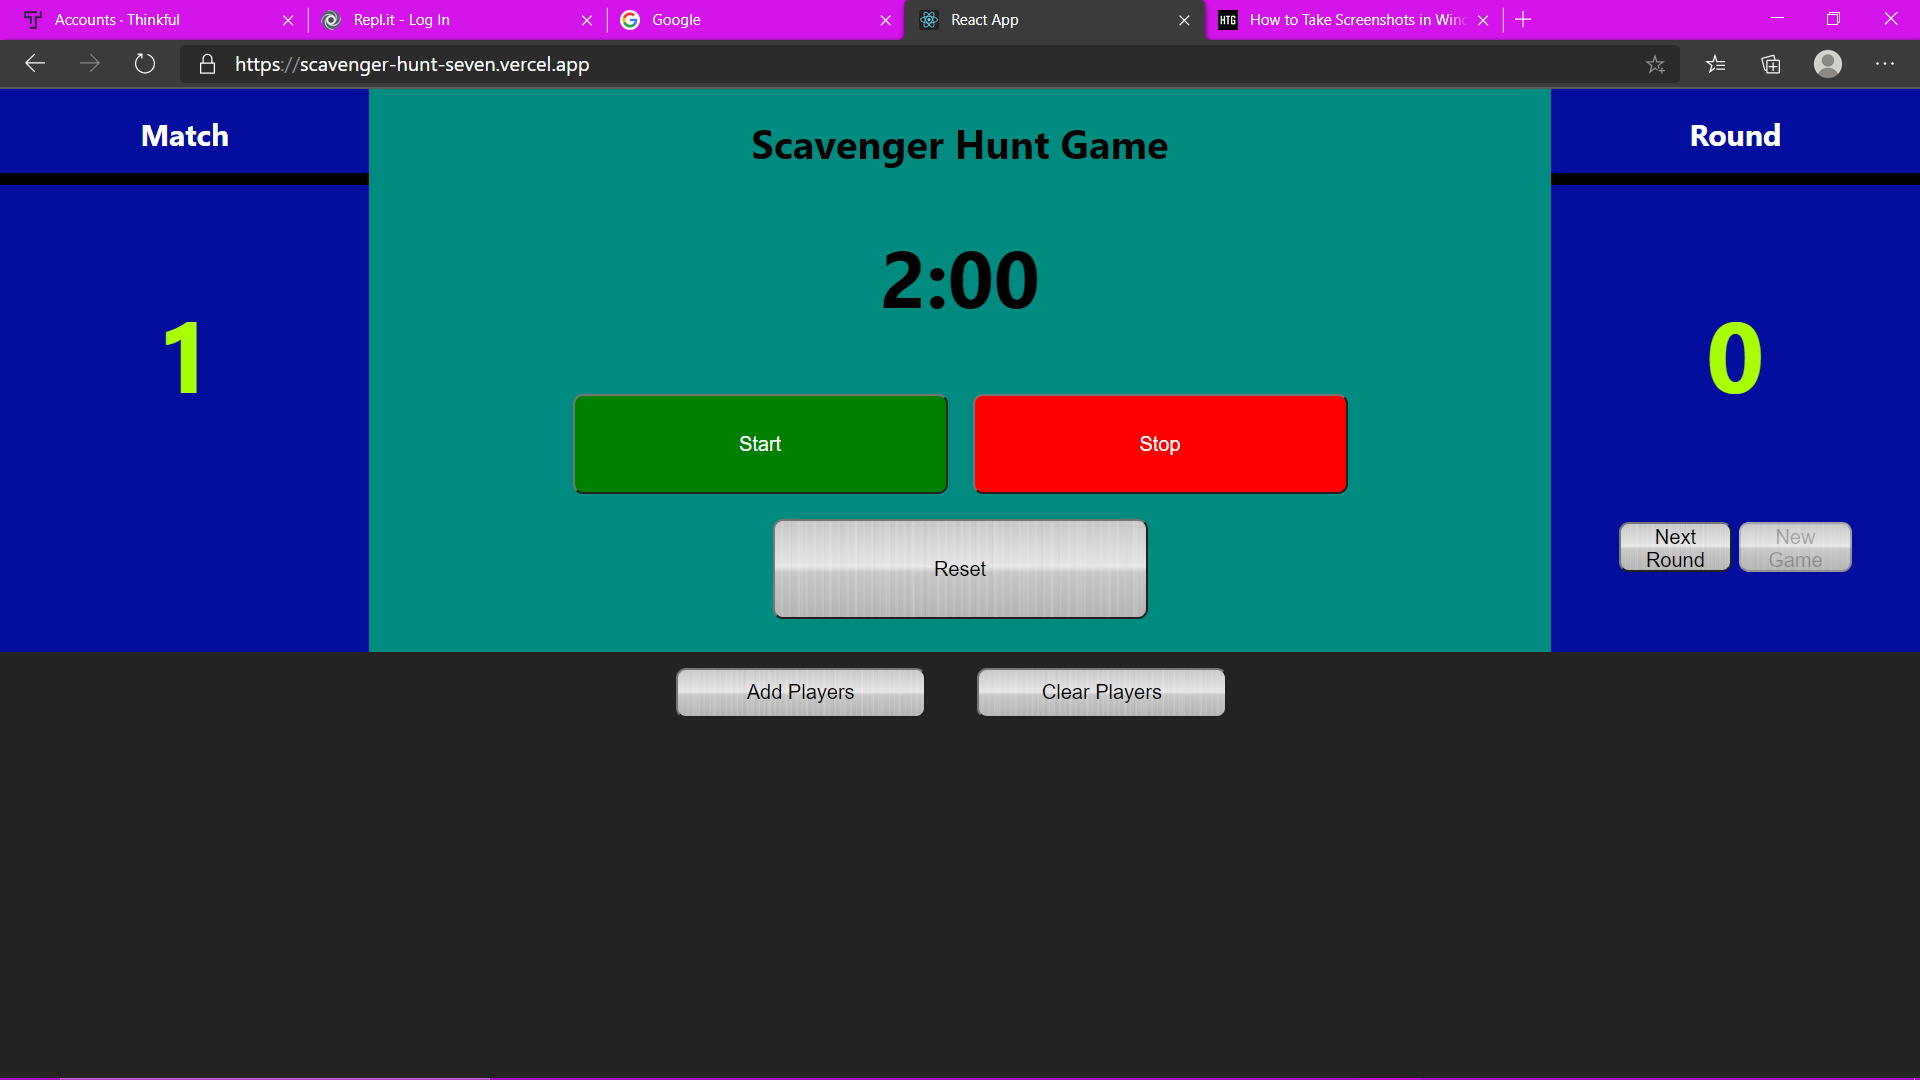 Accounts · Thinkful
Repl.it - Log In
Google
React App
HTG
How to Take Screenshots in Winc
https://scavenger-hunt-seven.vercel.app
Match
Scavenger Hunt Game
Round
2:00
1
0
Start
Stop
Reset
Next
Round
New
Game
Add Players
Clear Players